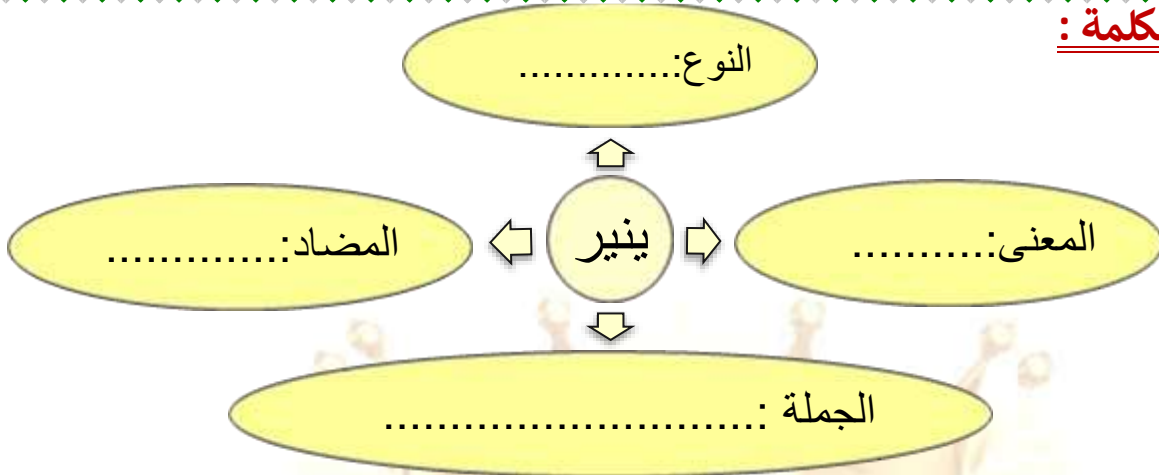 كلمة :
النوع:..............
المعنى:...........
ينير
المضاد:..............
الجملة :............................